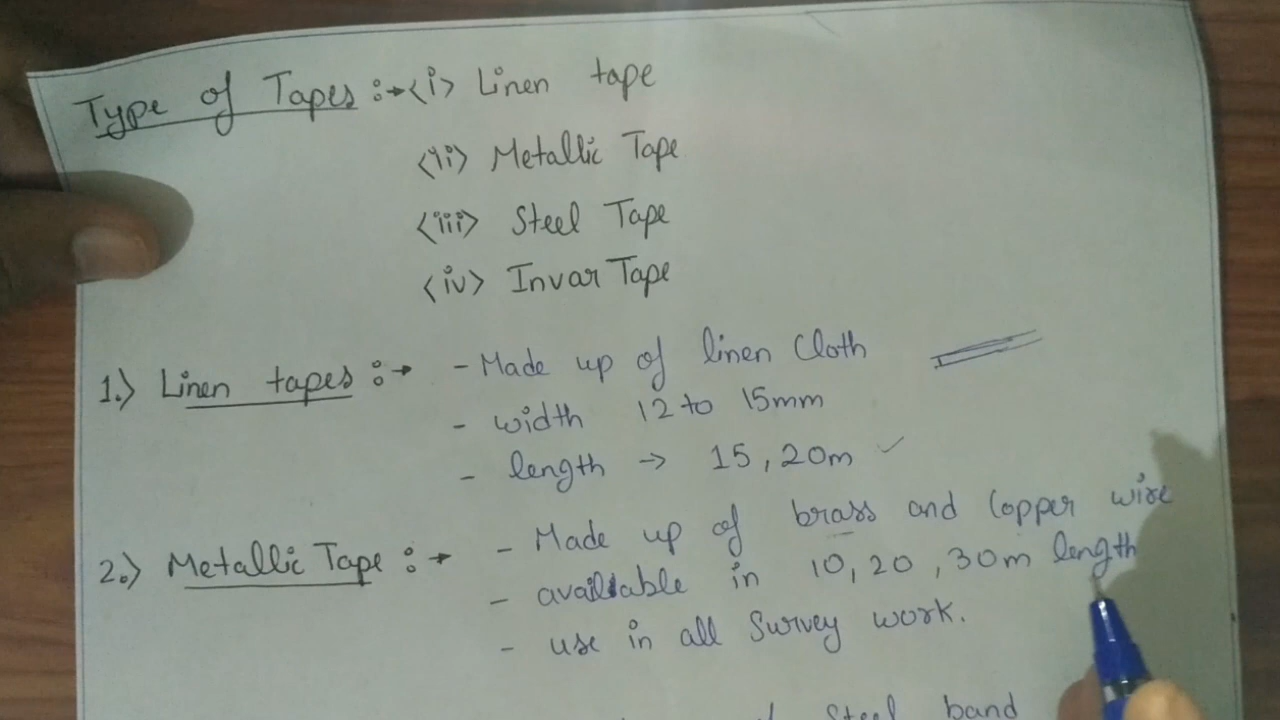 Type of Tapes :→ <i> Linen tape
<ii> Metallic Tape
<iii> Steel Tape
<iv> Invar Tape
1.) Linen tapes :→ - Made up of linen Cloth
- width 12 to 15mm
- length → 15, 20m ✓
2.) Metallic Tape :→ - Made up of brass and Copper wire
- available in 10, 20, 30m length
- use in all Survey work.
Steel band